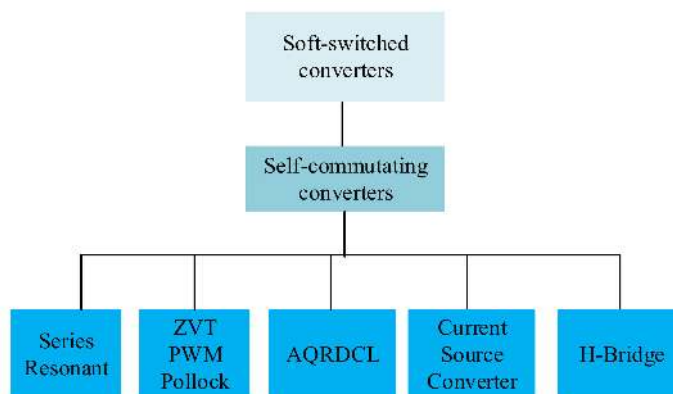 Soft-switched
converters
Self-commutating
converters
Series
Resonant
ZVT
PWM
Pollock
AQRDCL
Current
Source
Converter
H-Bridge